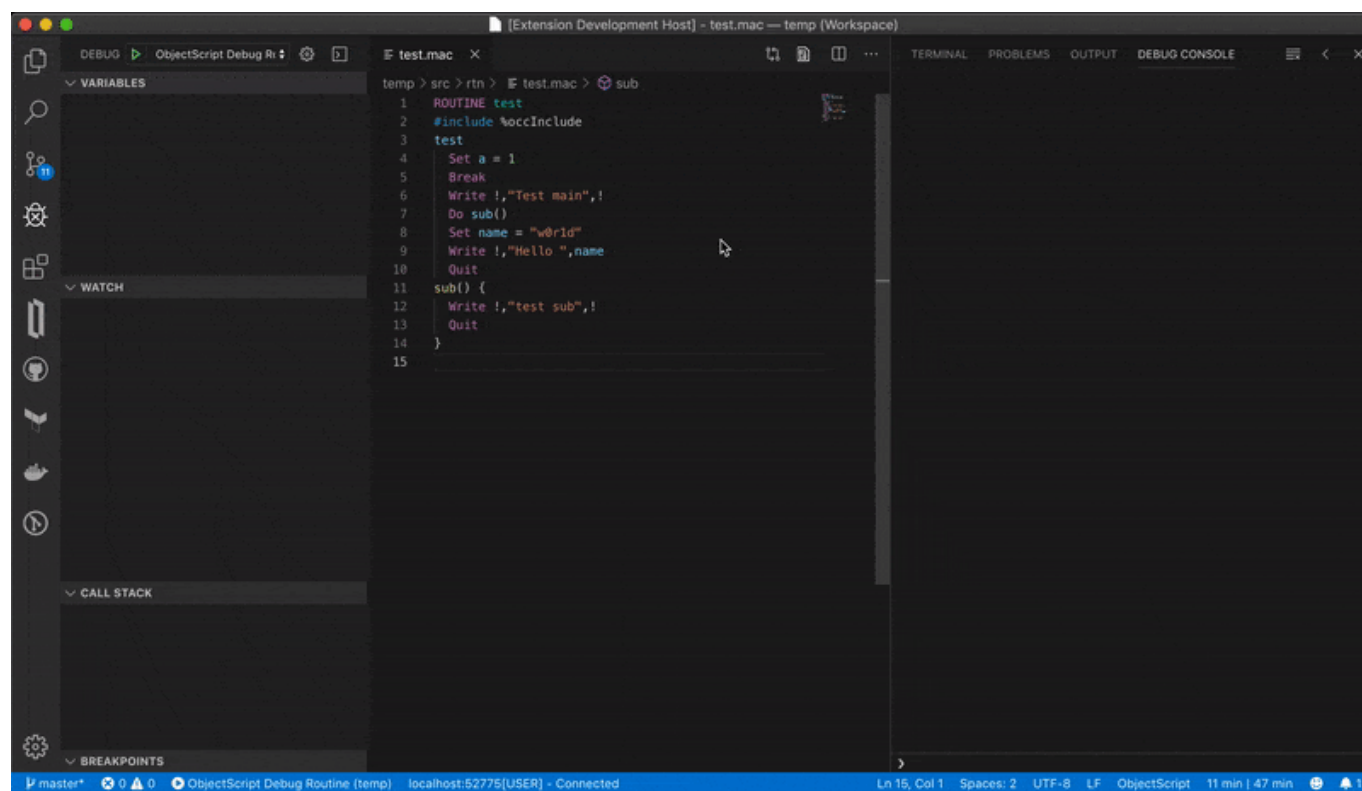 [Extension Development Host] - test.mac — temp (Workspace)
DEBUG ObjectScript Debug R
test.mac
TERMINAL PROBLEMS OUTPUT DEBUG CONSOLE
VARIABLES
temp > src > rtn > test.mac > sub
1 ROUTINE test
2 #include %occInclude
3 test
4 Set a = 1
5 Break
6 Write !,"Test main",!
7 Do sub()
8 Set name = "w0r1d"
9 Write !,"Hello ",name
10 Quit
11 sub() {
12 Write !,"test sub",!
13 Quit
14 }
15
11
WATCH
CALL STACK
BREAKPOINTS
master* 0 0 ObjectScript Debug Routine (temp) localhost:52775[USER] - Connected Ln 15, Col 1 Spaces: 2 UTF-8 LF ObjectScript 11 min | 47 min 1